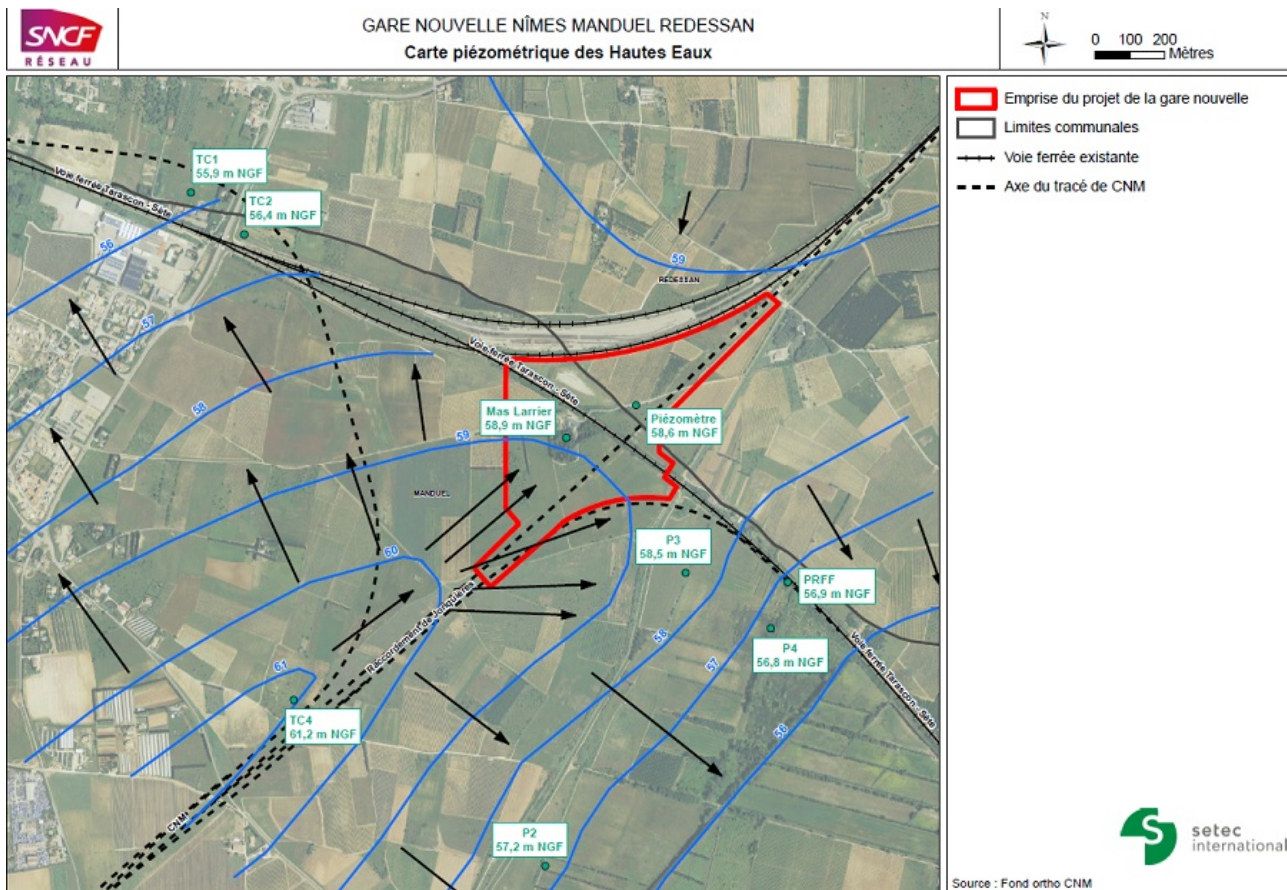 SNCF
RÉSEAU
GARE NOUVELLE NÎMES MANDUEL REDESSAN
Carte piézométrique des Hautes Eaux
N
0 100 200
Mètres
Emprise du projet de la gare nouvelle
Limites communales
Voie ferrée existante
Axe du tracé de CNM
TC1
55,9 m NGF
TC2
56,4 m NGF
Voie ferrée Tarascon - Sète
56
57
58
59
59
REDESSAN
Voie ferrée Tarascon - Sète
Mas Larrier
58,9 m NGF
Piézomètre
58,6 m NGF
MANDUEL
60
P3
58,5 m NGF
PRFF
56,9 m NGF
Raccordement de Jonquières
58
P4
56,8 m NGF
57
61
56
Voie ferrée Tarascon - Sète
TC4
61,2 m NGF
CNM
P2
57,2 m NGF
S
setec
international
Source : Fond ortho CNM